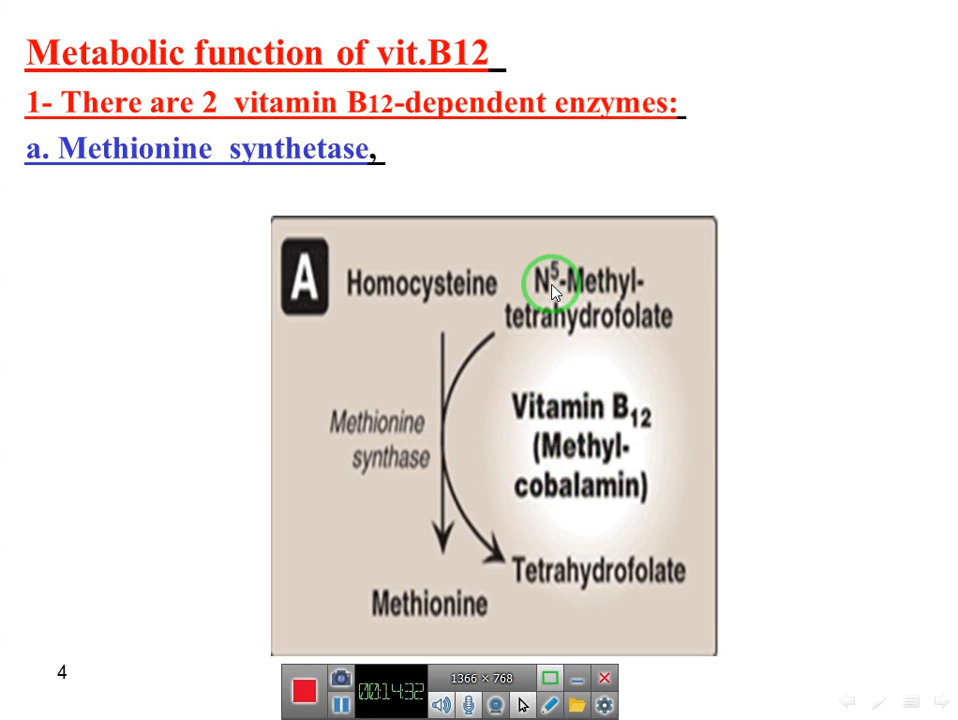 Metabolic function of vit.B12
1- There are 2 vitamin B12-dependent enzymes:
a. Methionine synthetase,
A
Homocysteine
N⁵-Methyl-
tetrahydrofolate
Methionine
synthase
Vitamin B₁₂
(Methyl-
cobalamin)
Tetrahydrofolate
Methionine
4
00:14:32
1366 × 768